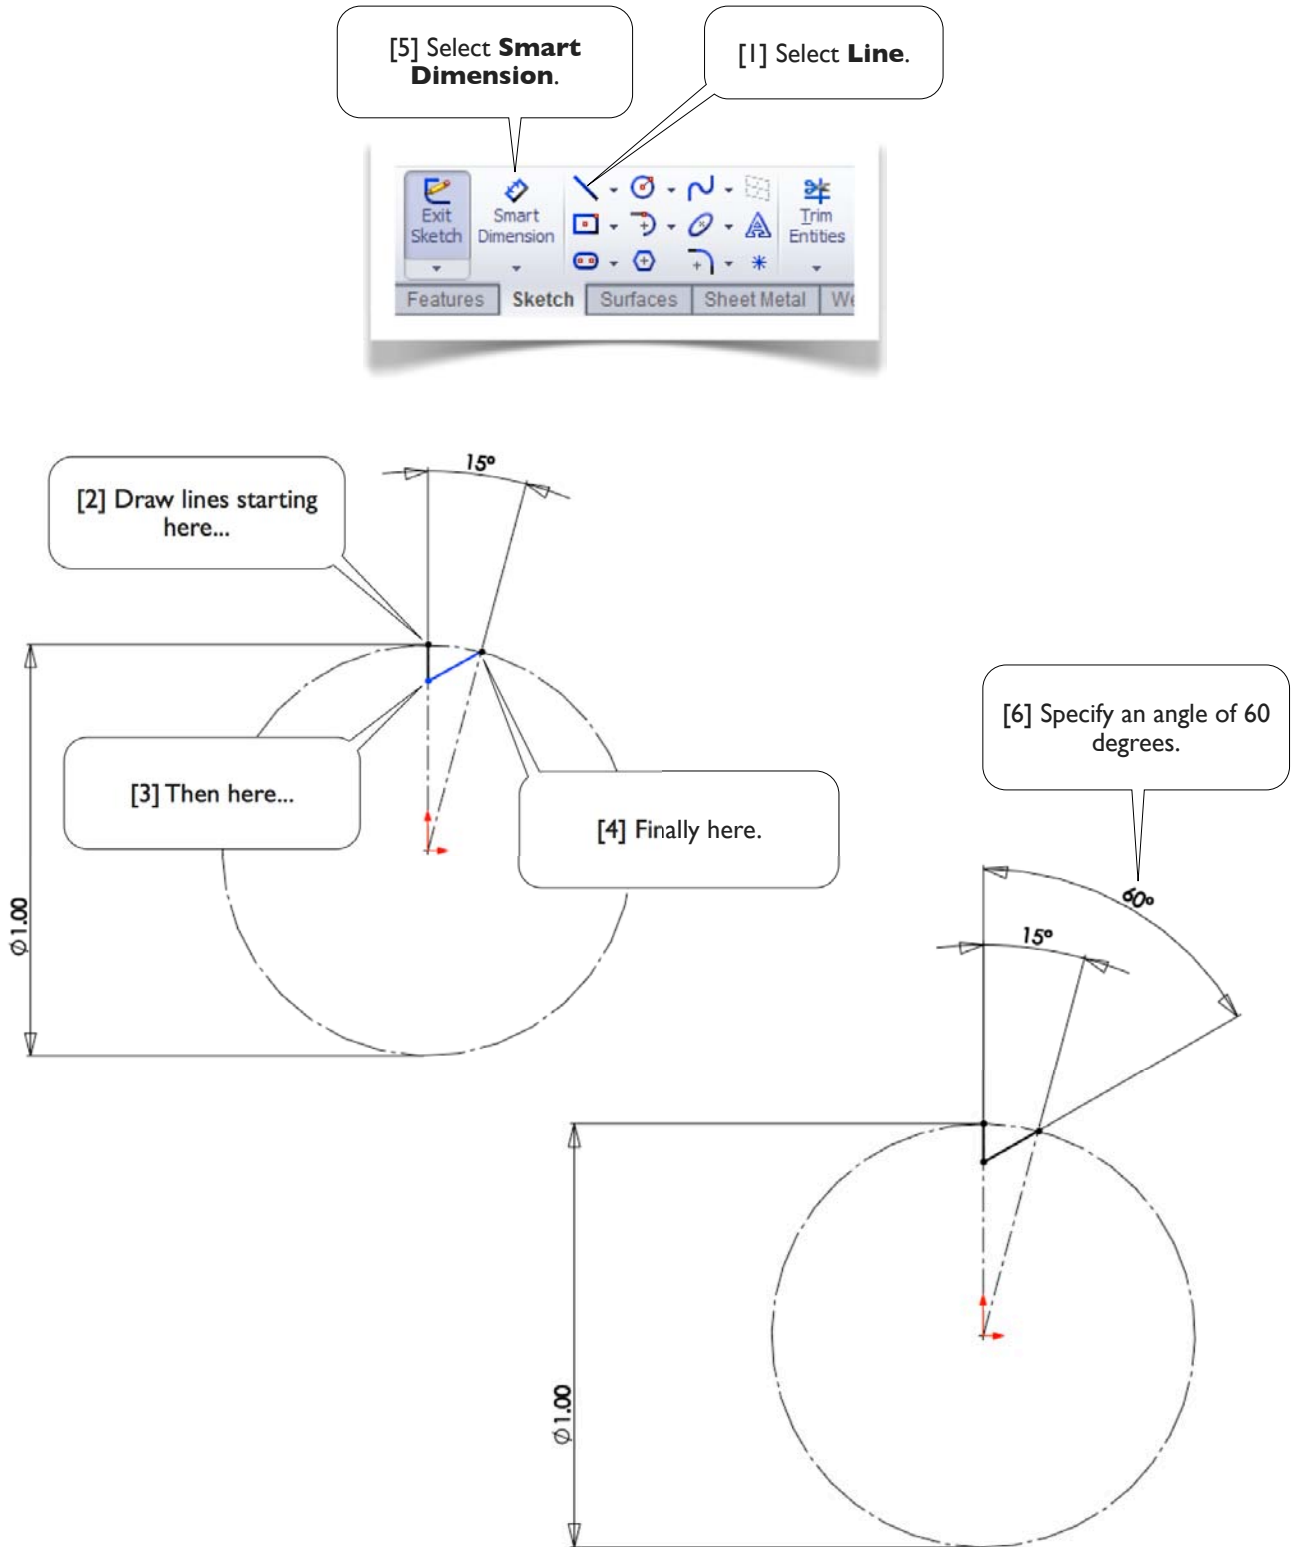 [5] Select Smart
Dimension.
[1] Select Line.
Exit
Sketch
Smart
Dimension
Trim
Entities
Features
Sketch
Surfaces
Sheet Metal
We
15°
[2] Draw lines starting
here...
[3] Then here...
[4] Finally here.
Ø1.00
[6] Specify an angle of 60
degrees.
60°
15°
Ø1.00